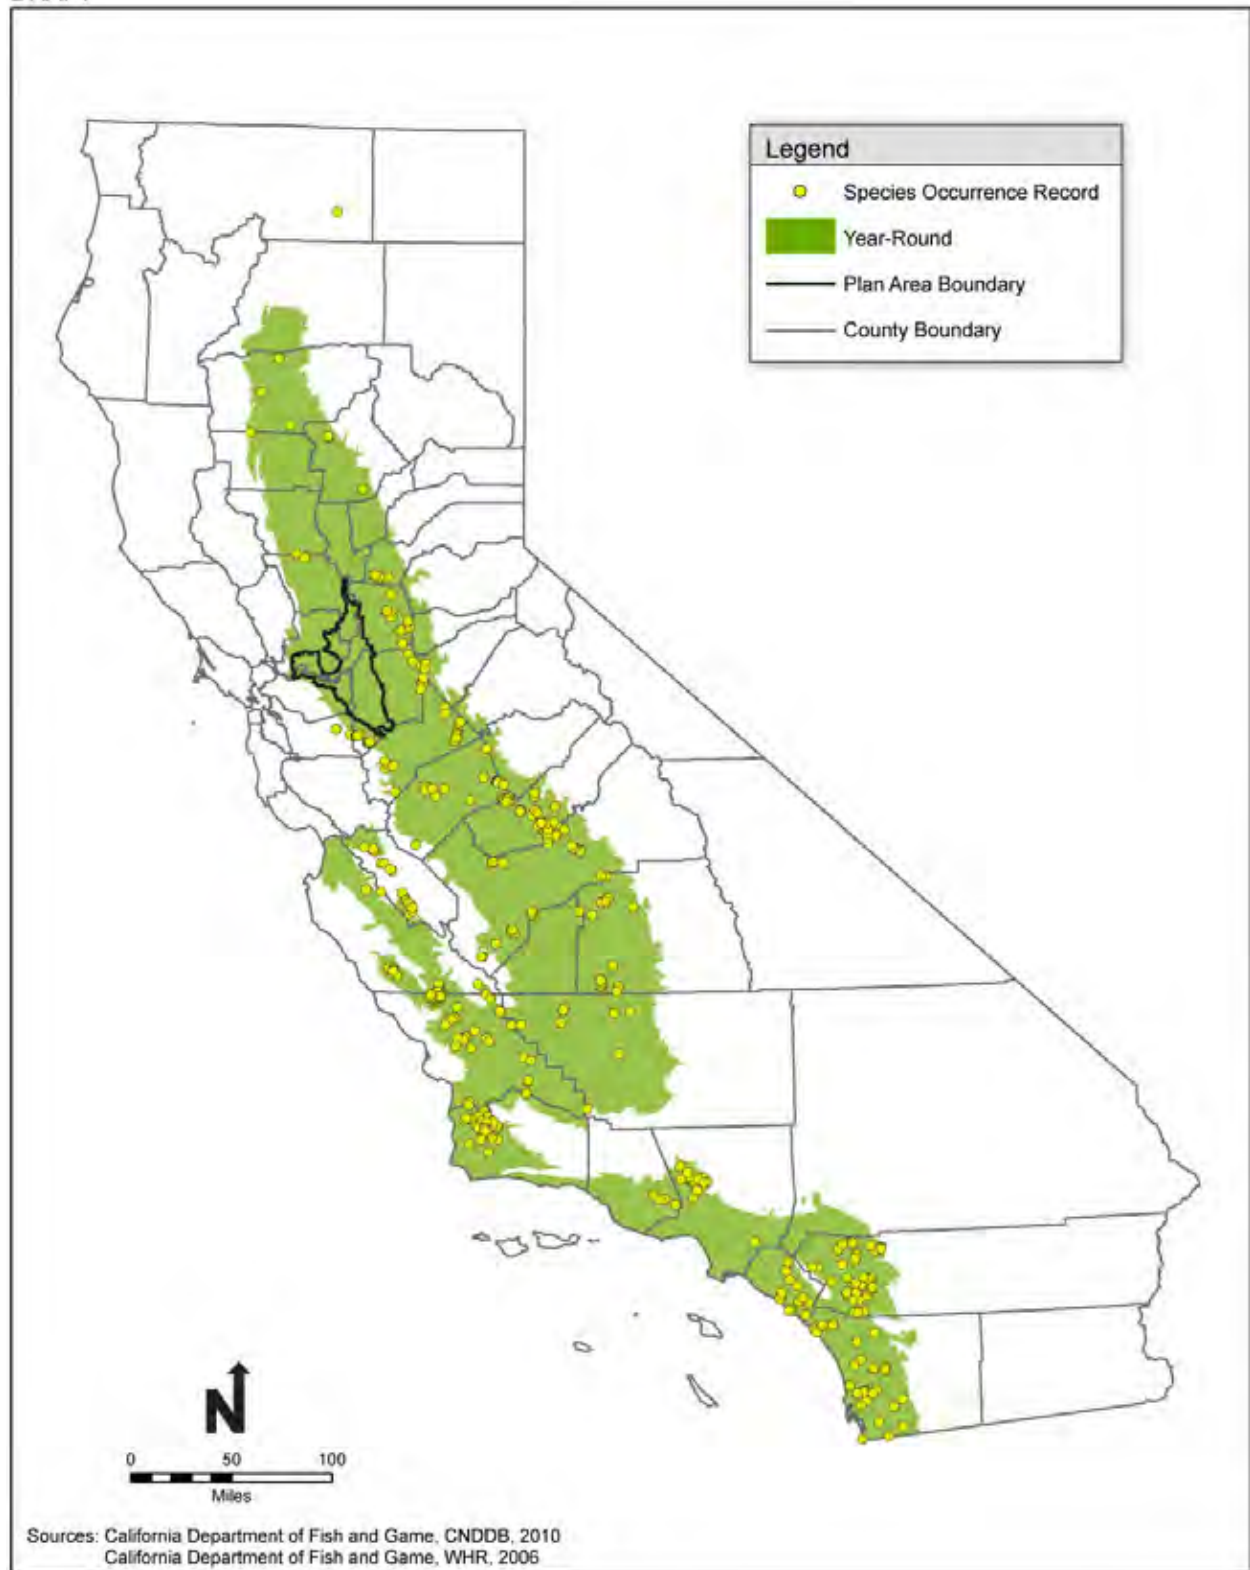 Legend
Species Occurrence Record
Year-Round
Plan Area Boundary
County Boundary
N
0 50 100
Miles
Sources: California Department of Fish and Game, CNDDB, 2010
California Department of Fish and Game, WHR, 2006